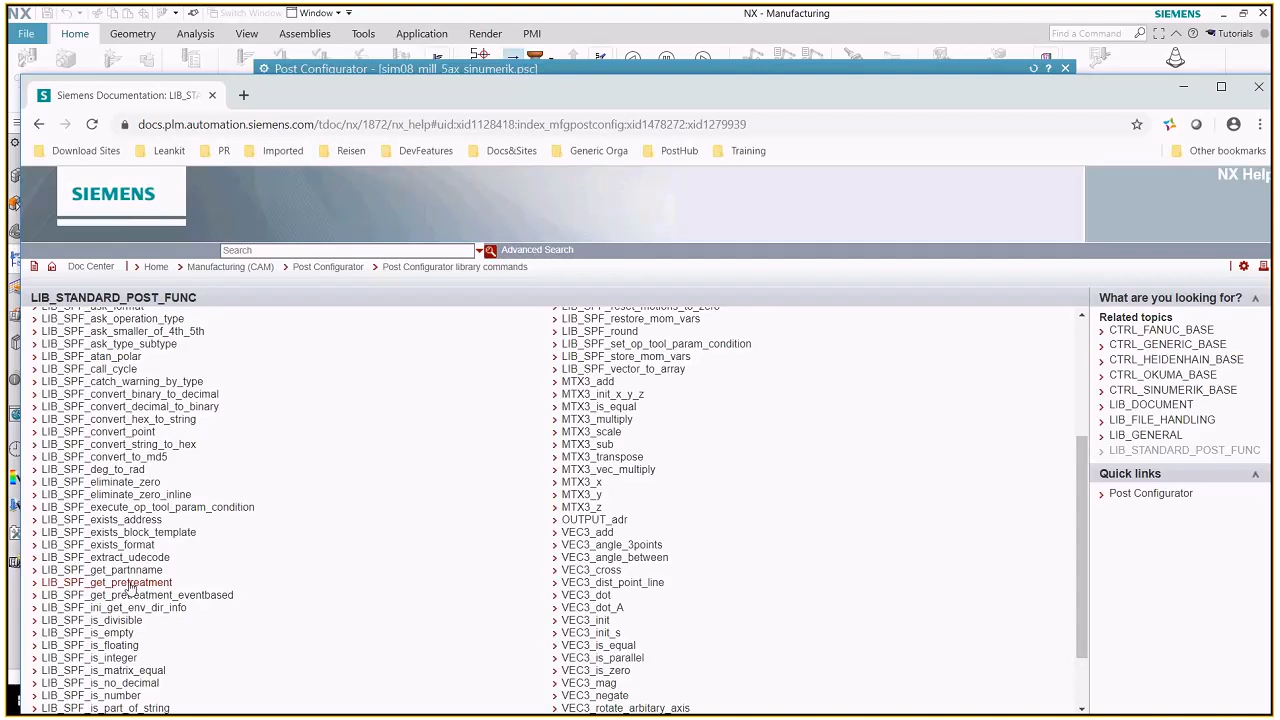 NX
Switch Window
Window
NX - Manufacturing
SIEMENS
File
Home
Geometry
Analysis
View
Assemblies
Tools
Application
Render
PMI
Find a Command
Tutorials
Post Configurator - [sim08_mill_5ax_sinumerik.psc]
Siemens Documentation: LIB_STA
docs.plm.automation.siemens.com/tdoc/nx/1872/nx_help#uid:xid1128418:index_mfgpostconfig:xid1478272:xid1279939
Download Sites
Leankit
PR
Imported
Reisen
DevFeatures
Docs&Sites
Generic Orga
PostHub
Training
Other bookmarks
SIEMENS
NX Help
Search
Advanced Search
Doc Center
Home
Manufacturing (CAM)
Post Configurator
Post Configurator library commands
LIB_STANDARD_POST_FUNC
LIB_SPF_ask_format
LIB_SPF_ask_operation_type
LIB_SPF_ask_smaller_of_4th_5th
LIB_SPF_ask_type_subtype
LIB_SPF_atan_polar
LIB_SPF_call_cycle
LIB_SPF_catch_warning_by_type
LIB_SPF_convert_binary_to_decimal
LIB_SPF_convert_decimal_to_binary
LIB_SPF_convert_hex_to_string
LIB_SPF_convert_point
LIB_SPF_convert_string_to_hex
LIB_SPF_convert_to_md5
LIB_SPF_deg_to_rad
LIB_SPF_eliminate_zero
LIB_SPF_eliminate_zero_inline
LIB_SPF_execute_op_tool_param_condition
LIB_SPF_exists_address
LIB_SPF_exists_block_template
LIB_SPF_exists_format
LIB_SPF_extract_udecode
LIB_SPF_get_partnname
LIB_SPF_get_pretreatment
LIB_SPF_get_pretreatment_eventbased
LIB_SPF_ini_get_env_dir_info
LIB_SPF_is_divisible
LIB_SPF_is_empty
LIB_SPF_is_floating
LIB_SPF_is_integer
LIB_SPF_is_matrix_equal
LIB_SPF_is_no_decimal
LIB_SPF_is_number
LIB_SPF_is_part_of_string
LIB_SPF_reset_motions_to_zero
LIB_SPF_restore_mom_vars
LIB_SPF_round
LIB_SPF_set_op_tool_param_condition
LIB_SPF_store_mom_vars
LIB_SPF_vector_to_array
MTX3_add
MTX3_init_x_y_z
MTX3_is_equal
MTX3_multiply
MTX3_scale
MTX3_sub
MTX3_transpose
MTX3_vec_multiply
MTX3_x
MTX3_y
MTX3_z
OUTPUT_adr
VEC3_add
VEC3_angle_3points
VEC3_angle_between
VEC3_cross
VEC3_dist_point_line
VEC3_dot
VEC3_dot_A
VEC3_init
VEC3_init_s
VEC3_is_equal
VEC3_is_parallel
VEC3_is_zero
VEC3_mag
VEC3_negate
VEC3_rotate_arbitary_axis
What are you looking for?
Related topics
CTRL_FANUC_BASE
CTRL_GENERIC_BASE
CTRL_HEIDENHAIN_BASE
CTRL_OKUMA_BASE
CTRL_SINUMERIK_BASE
LIB_DOCUMENT
LIB_FILE_HANDLING
LIB_GENERAL
LIB_STANDARD_POST_FUNC
Quick links
Post Configurator